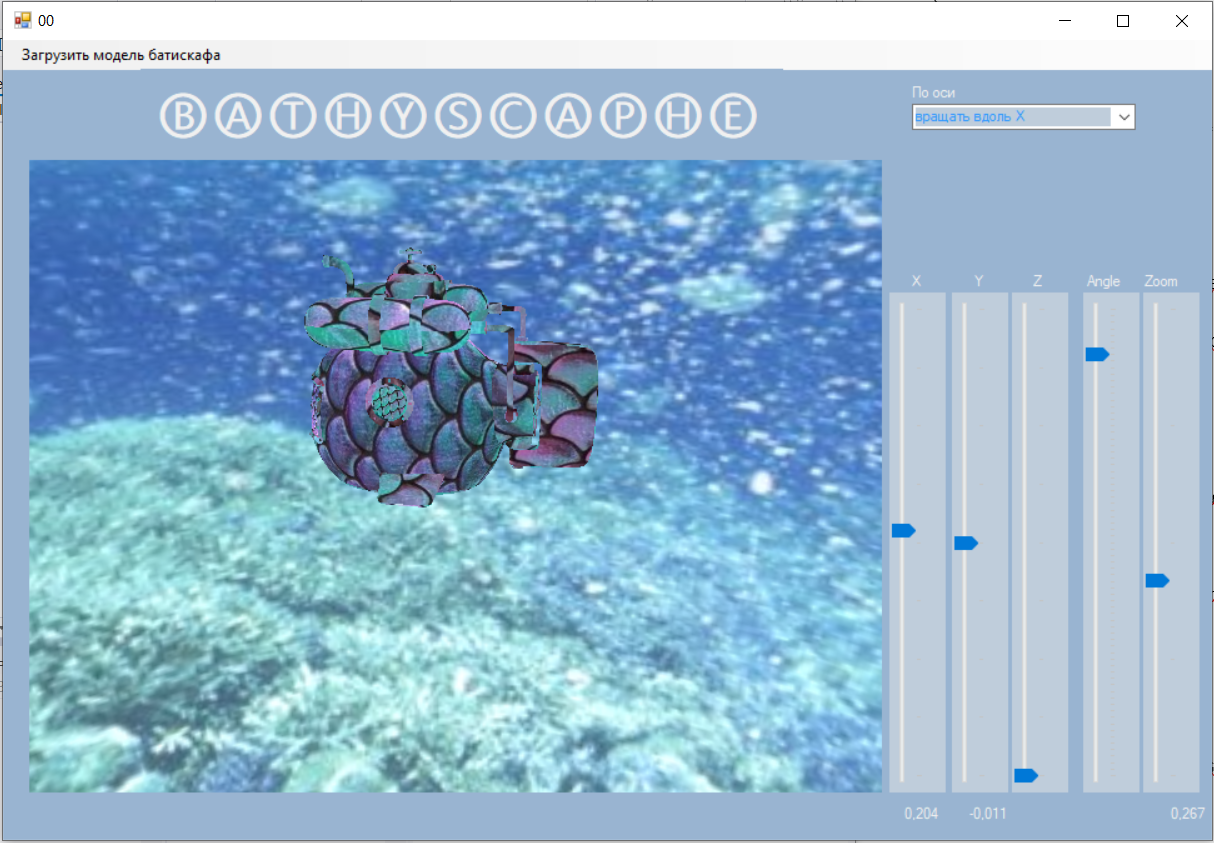 00
Загрузить модель батискафа
BATHYSCAPHE
По оси
вращать вдоль X
X Y Z Angle Zoom
0,204 -0,011 0,267